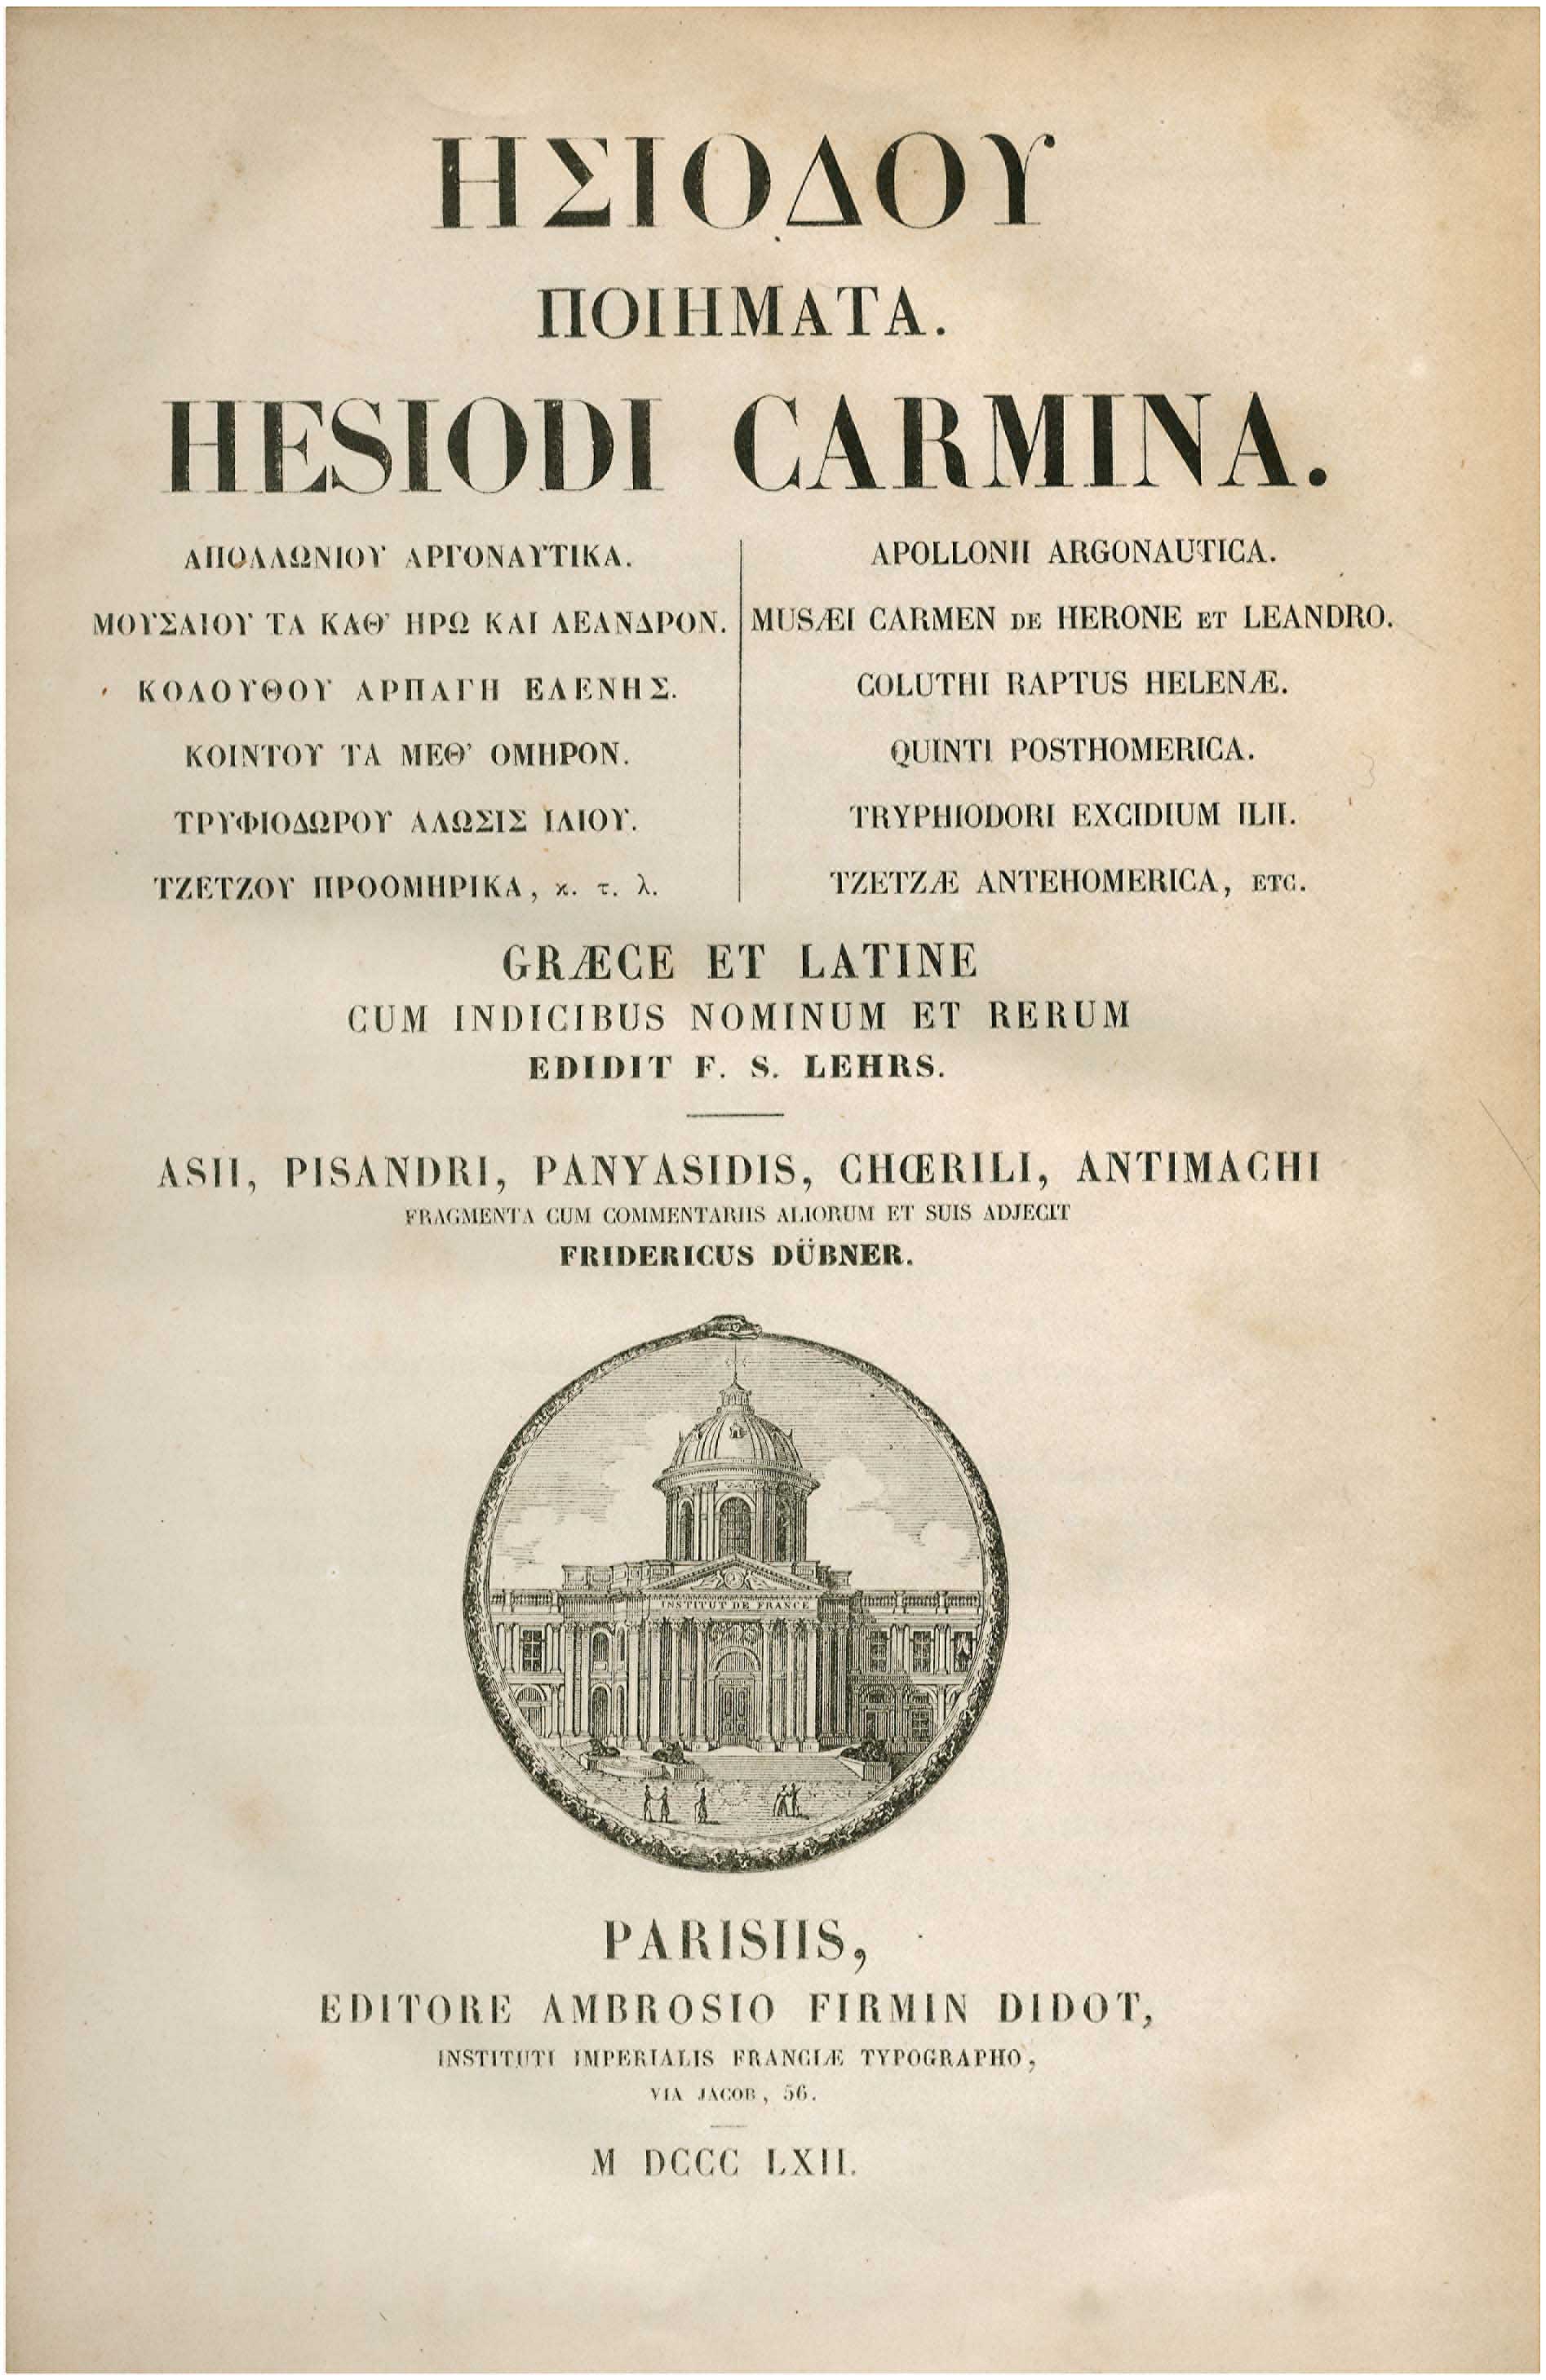 ΗΣΙΟΔΟΥ
ΠΟΙΗΜΑΤΑ.
HESIODI CARMINA.
ΑΠΟΛΛΩΝΙΟΥ ΑΡΓΟΝΑΥΤΙΚΑ.
ΜΟΥΣΑΙΟΥ ΤΑ ΚΑΘ' ΗΡΩ ΚΑΙ ΛΕΑΝΔΡΟΝ.
ΚΟΛΟΥΘΟΥ ΑΡΠΑΓΗ ΕΛΕΝΗΣ.
ΚΟΙΝΤΟΥ ΤΑ ΜΕΘ' ΟΜΗΡΟΝ.
ΤΡΥΦΙΟΔΩΡΟΥ ΑΛΩΣΙΣ ΙΛΙΟΥ.
ΤΖΕΤΖΟΥ ΠΡΟΟΜΗΡΙΚΑ, κ. τ. λ.
APOLLONII ARGONAUTICA.
MUSÆI CARMEN DE HERONE ET LEANDRO.
COLUTHI RAPTUS HELENÆ.
QUINTI POSTHOMERICA.
TRYPHIODORI EXCIDIUM ILII.
TZETZÆ ANTEHOMERICA, ETC.
GRÆCE ET LATINE
CUM INDICIBUS NOMINUM ET RERUM
EDIDIT F. S. LEHRS.
ASII, PISANDRI, PANYASIDIS, CHŒRILI, ANTIMACHI
FRAGMENTA CUM COMMENTARIIS ALIORUM ET SUIS ADJECIT
FRIDERICUS DÜBNER.
INSTITUT DE FRANCE
PARISIIS,
EDITORE AMBROSIO FIRMIN DIDOT,
INSTITUTI IMPERIALIS FRANCIÆ TYPOGRAPHO,
VIA JACOB, 56.
M DCCC LXII.